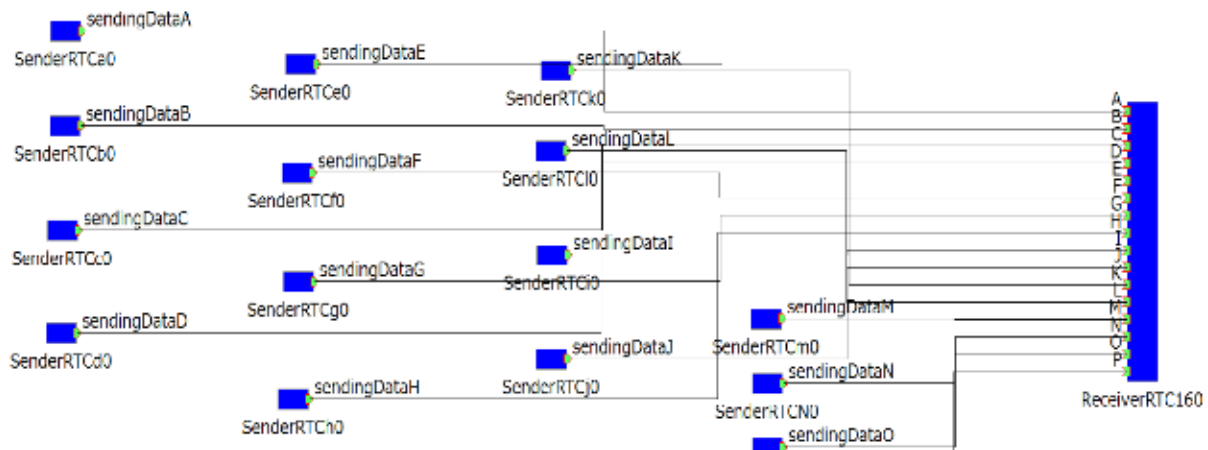 sendingDataA
SenderRTCa0
sendingDataE
SenderRTCe0
sendingDataK
SenderRTCk0
sendingDataB
SenderRTCb0
sendingDataF
SenderRTCf0
sendingDataL
SenderRTCl0
sendingDataC
SenderRTCc0
sendingDataG
SenderRTCg0
sendingDataI
SenderRTCi0
sendingDataD
SenderRTCd0
sendingDataH
SenderRTCh0
sendingDataJ
SenderRTCj0
sendingDataM
SenderRTCm0
sendingDataN
SenderRTCN0
sendingDataO
A
B
C
D
E
F
G
H
I
J
K
L
M
N
O
P
ReceiverRTC160